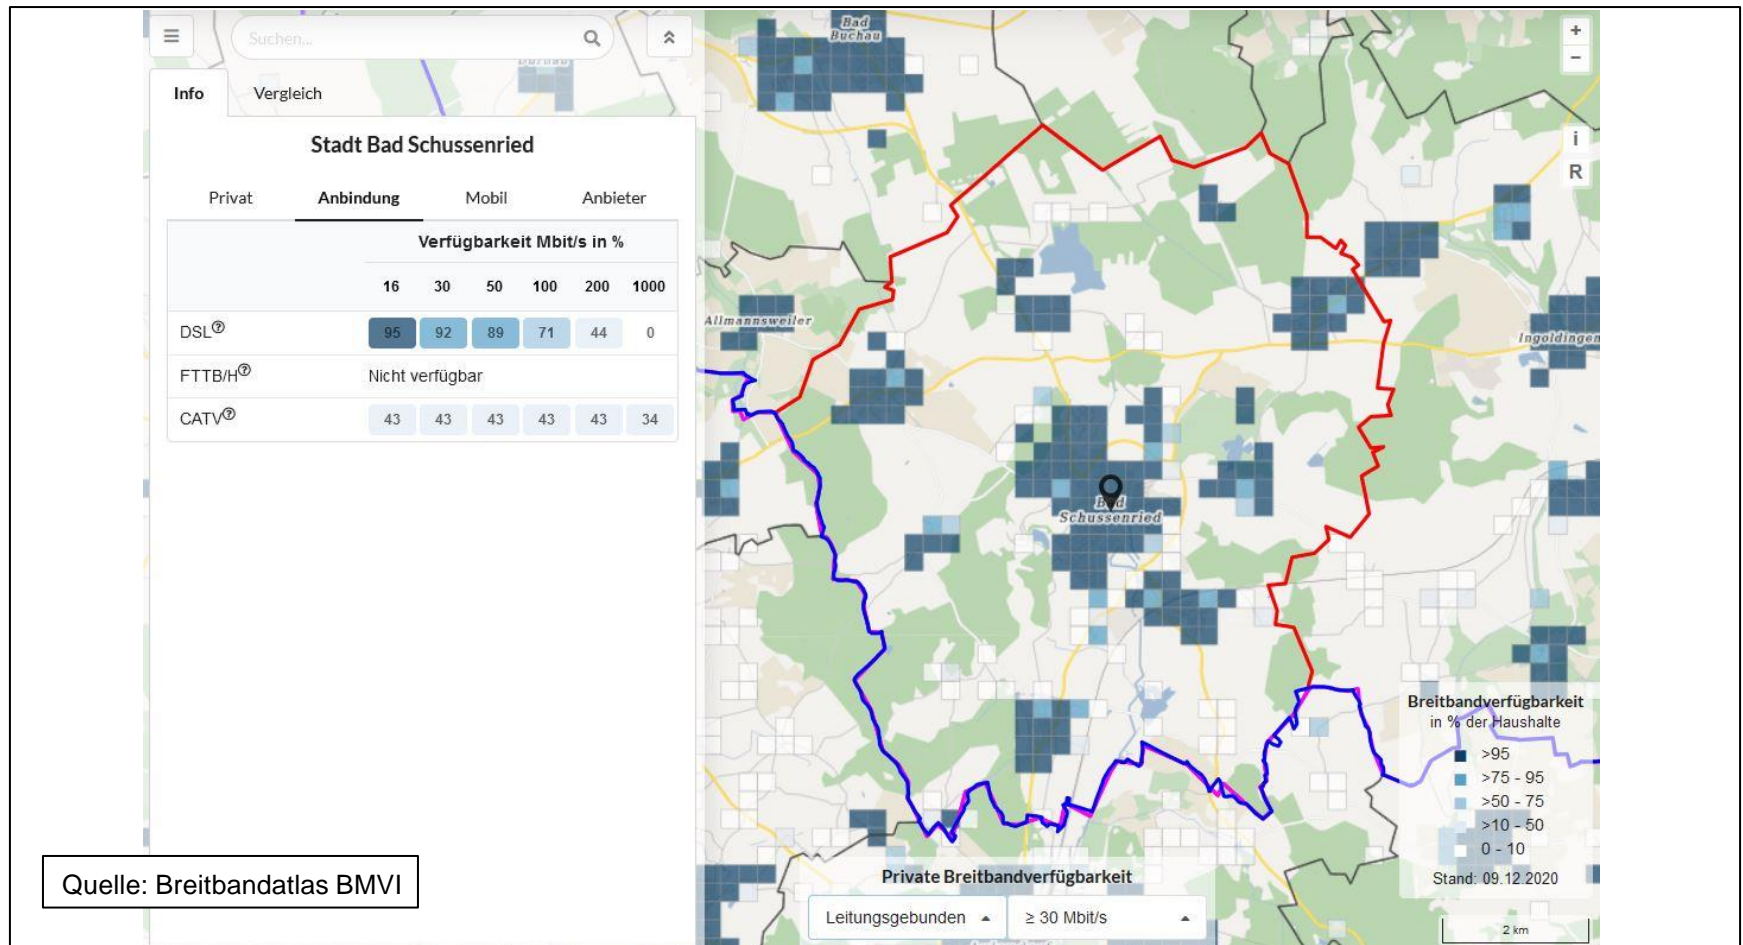 Suchen...
Info Vergleich
Stadt Bad Schussenried
Privat Anbindung Mobil Anbieter
Verfügbarkeit Mbit/s in %
16 30 50 100 200 1000
DSL? 95 92 89 71 44 0
FTTB/H? Nicht verfügbar
CATV? 43 43 43 43 43 34
Quelle: Breitbandatlas BMVI
Bad
Buchau
+
−
i
R
Allmannsweiler
Ingoldingen
Bad
Schussenried
Breitbandverfügbarkeit
in % der Haushalte
>95
>75 - 95
>50 - 75
>10 - 50
0 - 10
Stand: 09.12.2020
Private Breitbandverfügbarkeit
Leitungsgebunden ≥ 30 Mbit/s
2 km